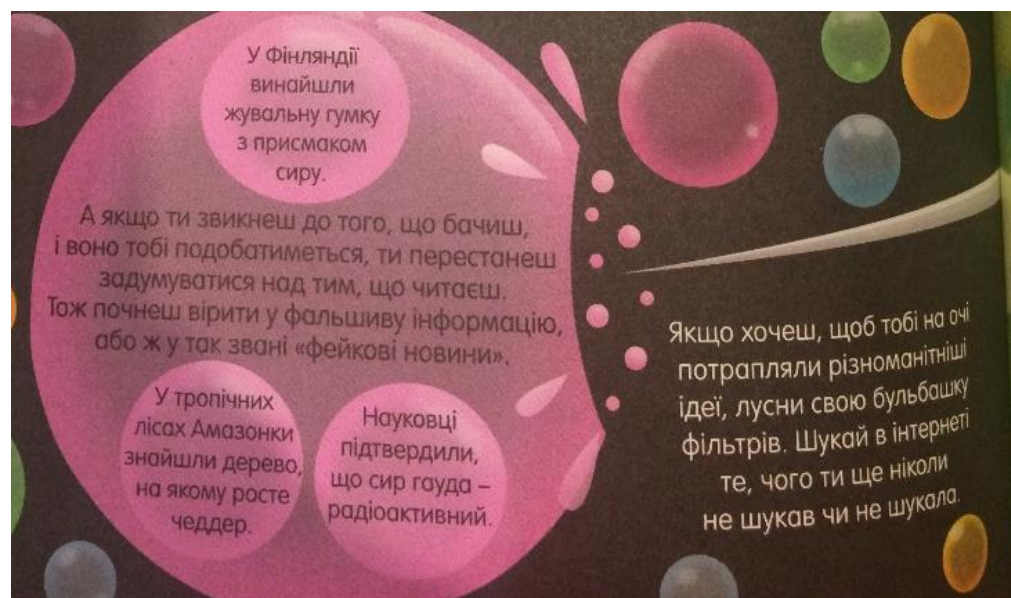 У Фінляндії
винайшли
жувальну гумку
з присмаком
сиру.
А якщо ти звикнеш до того, що бачиш,
і воно тобі подобатиметься, ти перестанеш
задумуватися над тим, що читаєш.
Тож почнеш вірити у фальшиву інформацію,
або ж у так звані «фейкові новини».
У тропічних
лісах Амазонки
знайшли дерево,
на якому росте
чеддер.
Науковці
підтвердили,
що сир гауда –
радіоактивний.
Якщо хочеш, щоб тобі на очі
потрапляли різноманітніші
ідеї, лусни свою бульбашку
фільтрів. Шукай в інтернеті
те, чого ти ще ніколи
не шукав чи не шукала.